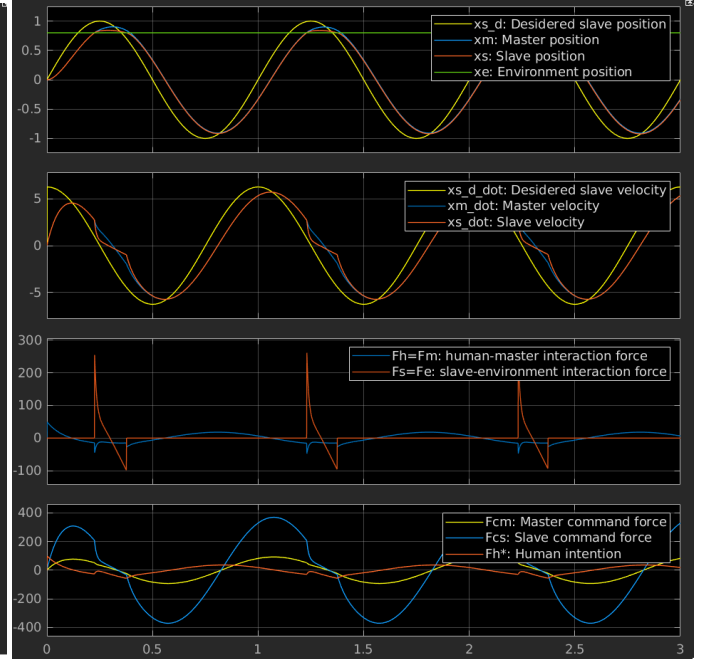 1
0.5
0
-0.5
-1
xs_d: Desidered slave position
xm: Master position
xs: Slave position
xe: Environment position
5
0
-5
xs_d_dot: Desidered slave velocity
xm_dot: Master velocity
xs_dot: Slave velocity
300
200
100
0
-100
Fh=Fm: human-master interaction force
Fs=Fe: slave-environment interaction force
400
200
0
-200
-400
Fcm: Master command force
Fcs: Slave command force
Fh*: Human intention
0 0.5 1 1.5 2 2.5 3